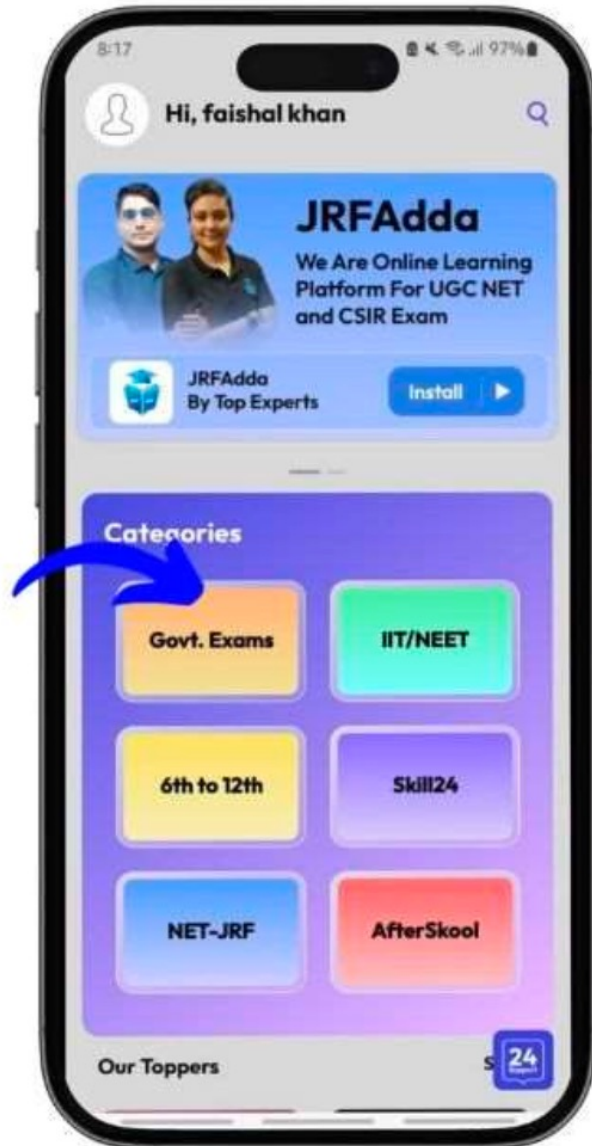 8:17
97%
Hi, faishal khan
JRFAdda
We Are Online Learning
Platform For UGC NET
and CSIR Exam
JRFAdda
By Top Experts
Install
Categories
Govt. Exams
IIT/NEET
6th to 12th
Skill24
NET-JRF
AfterSkool
Our Toppers
24